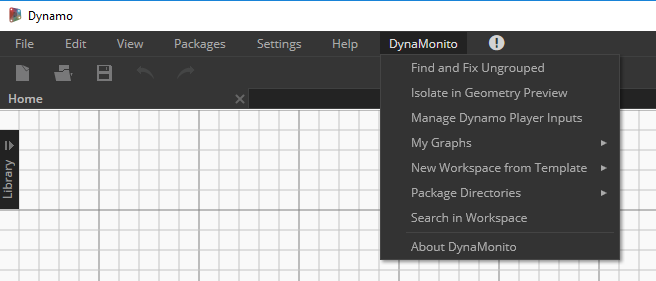 Dynamo
File Edit View Packages Settings Help DynaMonito
Home
Find and Fix Ungrouped
Isolate in Geometry Preview
Manage Dynamo Player Inputs
My Graphs
New Workspace from Template
Package Directories
Search in Workspace
About DynaMonito
Library